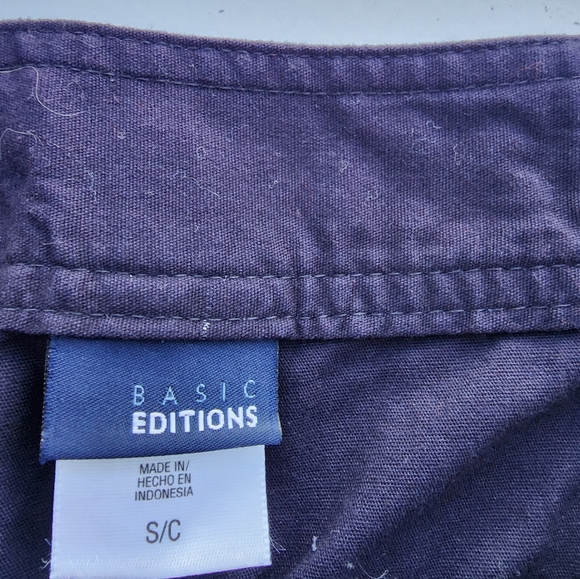 BASIC
EDITIONS
MADE IN/
HECHO EN
INDONESIA
S/C